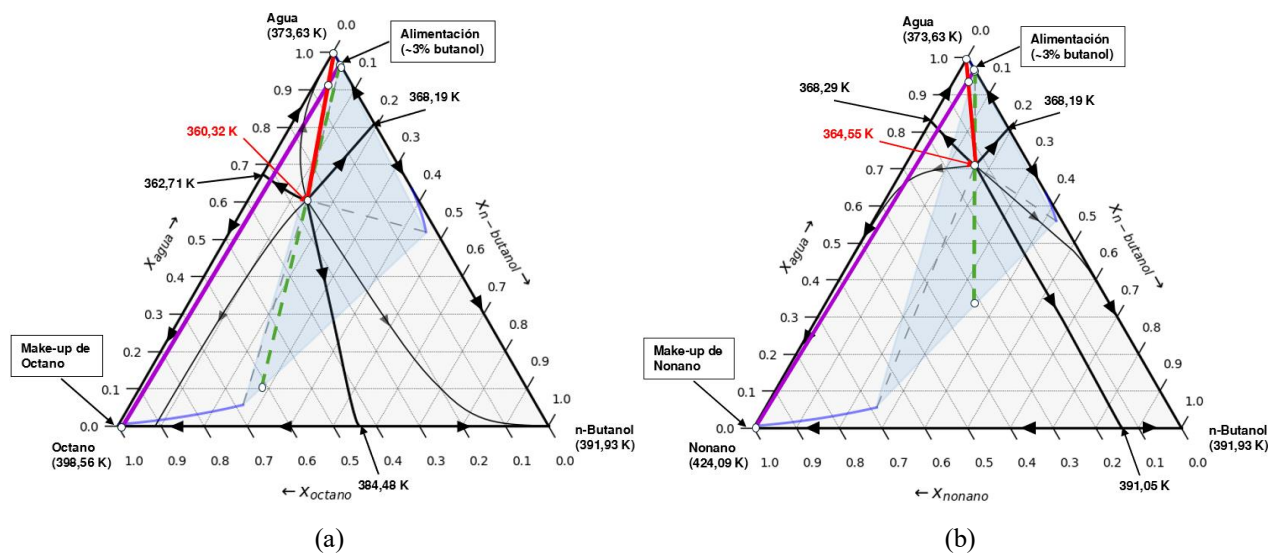 Agua
(373,63 K)
Alimentación
(~3% butanol)
0.0
0.1
0.2
0.3
0.4
0.5
0.6
0.7
0.8
0.9
1.0
1.0
0.9
0.8
0.7
0.6
0.5
0.4
0.3
0.2
0.1
0.0
368,19 K
360,32 K
362,71 K
x agua →
x n−butanol →
Make-up de
Octano
Octano
(398,56 K)
n-Butanol
(391,93 K)
1.0 0.9 0.8 0.7 0.6 0.5 0.4 0.3 0.2 0.1 0.0
384,48 K
← x octano
(a)
Agua
(373,63 K)
Alimentación
(~3% butanol)
0.0
0.1
0.2
0.3
0.4
0.5
0.6
0.7
0.8
0.9
1.0
1.0
0.9
0.8
0.7
0.6
0.5
0.4
0.3
0.2
0.1
0.0
368,29 K
368,19 K
364,55 K
x agua →
x n−butanol →
Make-up de
Nonano
Nonano
(424,09 K)
n-Butanol
(391,93 K)
1.0 0.9 0.8 0.7 0.6 0.5 0.4 0.3 0.2 0.1 0.0
391,05 K
← x nonano
(b)